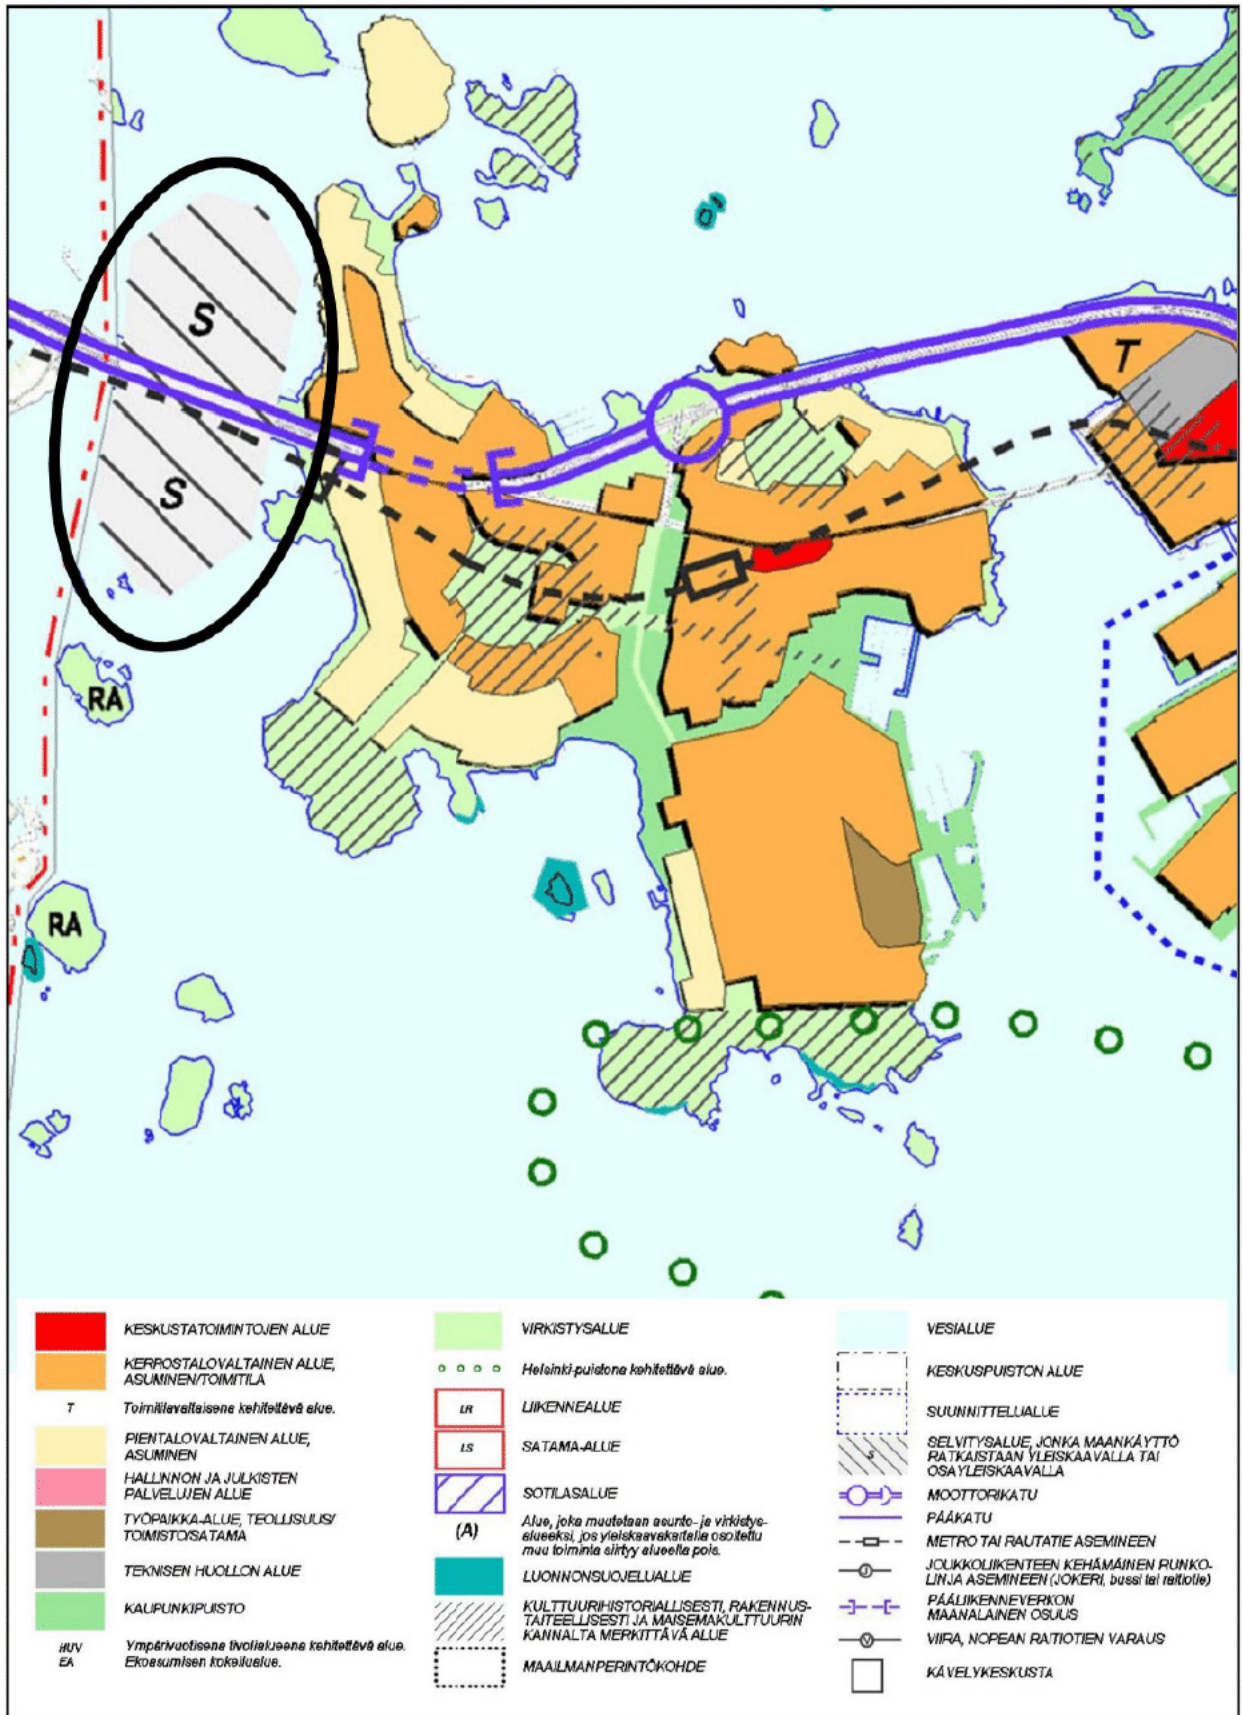 S
T
S
RA
RA
KESKUSTATOIMINTOJEN ALUE
KERROSTALOVALTAINEN ALUE,
ASUMINEN/TOIMITILA
T Toimitilavaltaisena kehitettävä alue.
PIENTALOVALTAINEN ALUE,
ASUMINEN
HALLINNON JA JULKISTEN
PALVELUJEN ALUE
TYÖPAIKKA-ALUE, TEOLLISUUS/
TOIMISTO/SATAMA
TEKNISEN HUOLLON ALUE
KAUPUNKIPUISTO
HUV Ympärivuotisena tivolialueena kehitettävä alue.
EA Ekoasumisen kokeilualue.
VIRKISTYSALUE
Helsinki-puistona kehitettävä alue.
LR LIIKENNEALUE
LS SATAMA-ALUE
SOTILASALUE
(A) Alue, joka muutetaan asunto- ja virkistys-
alueeksi, jos yleiskaavakartalla osoitettu
muu toiminta siirtyy alueelta pois.
LUONNONSUOJELUALUE
KULTTUURIHISTORIALLISESTI, RAKENNUS-
TAITEELLISESTI JA MAISEMAKULTTUURIN
KANNALTA MERKITTÄVÄ ALUE
MAAILMANPERINTÖKOHDE
VESIALUE
KESKUSPUISTON ALUE
SUUNNITTELUALUE
S SELVITYSALUE, JONKA MAANKÄYTTÖ
RATKAISTAAN YLEISKAAVALLA TAI
OSAYLEISKAAVALLA
MOOTTORIKATU
PÄÄKATU
METRO TAI RAUTATIE ASEMINEEN
J JOUKKOLIIKENTEEN KEHÄMÄINEN RUNKO-
LINJA ASEMINEEN (JOKERI, bussi tai raitiotie)
PÄÄLIIKENNEVERKON
MAANALAINEN OSUUS
V VIIRA, NOPEAN RAITIOTIEN VARAUS
KÄVELYKESKUSTA